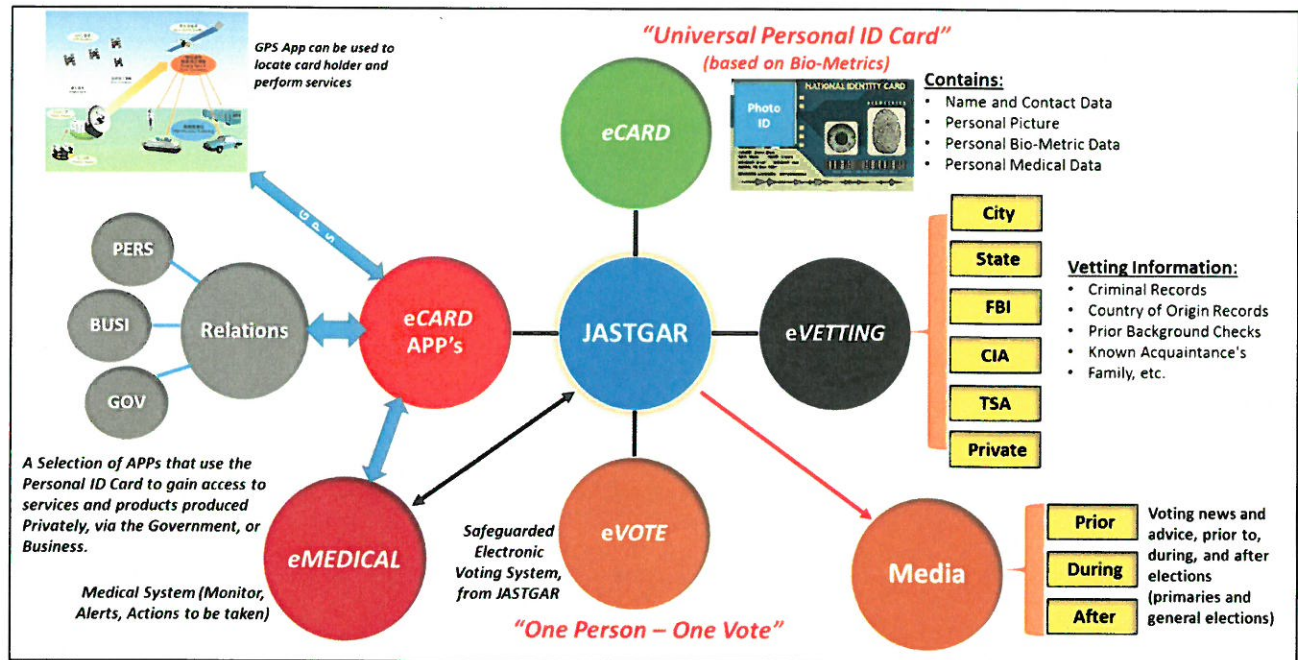 GPS App can be used to
locate card holder and
perform services
"Universal Personal ID Card"
(based on Bio-Metrics)
eCARD
Photo
ID
NATIONAL IDENTITY CARD
Contains:
• Name and Contact Data
• Personal Picture
• Personal Bio-Metric Data
• Personal Medical Data
GPS
PERS
BUSI
GOV
Relations
eCARD
APP's
JASTGAR
eVETTING
City
State
FBI
CIA
TSA
Private
Vetting Information:
• Criminal Records
• Country of Origin Records
• Prior Background Checks
• Known Acquaintance's
• Family, etc.
A Selection of APPs that use the
Personal ID Card to gain access to
services and products produced
Privately, via the Government, or
Business.
eMEDICAL
Medical System (Monitor,
Alerts, Actions to be taken)
Safeguarded
Electronic
Voting System,
from JASTGAR
eVOTE
"One Person – One Vote"
Media
Prior
During
After
Voting news and
advice, prior to,
during, and after
elections
(primaries and
general elections)